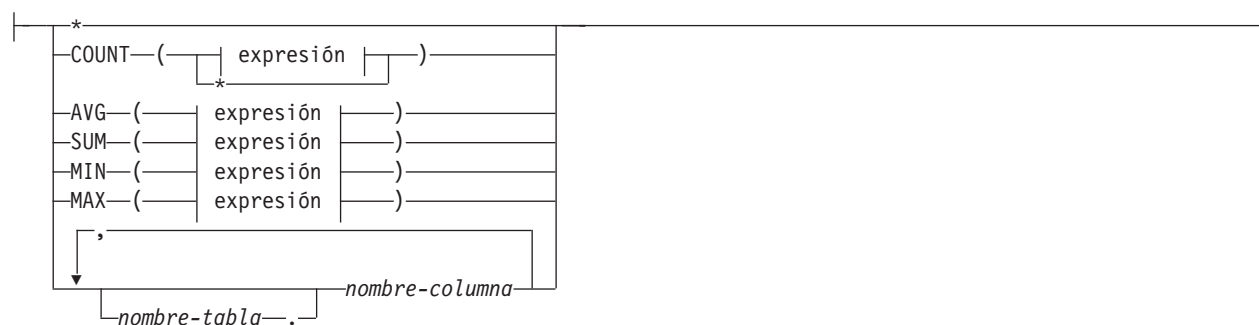 *
COUNT ( expresión )
*
AVG ( expresión )
SUM ( expresión )
MIN ( expresión )
MAX ( expresión )
,
nombre-columna
nombre-tabla .